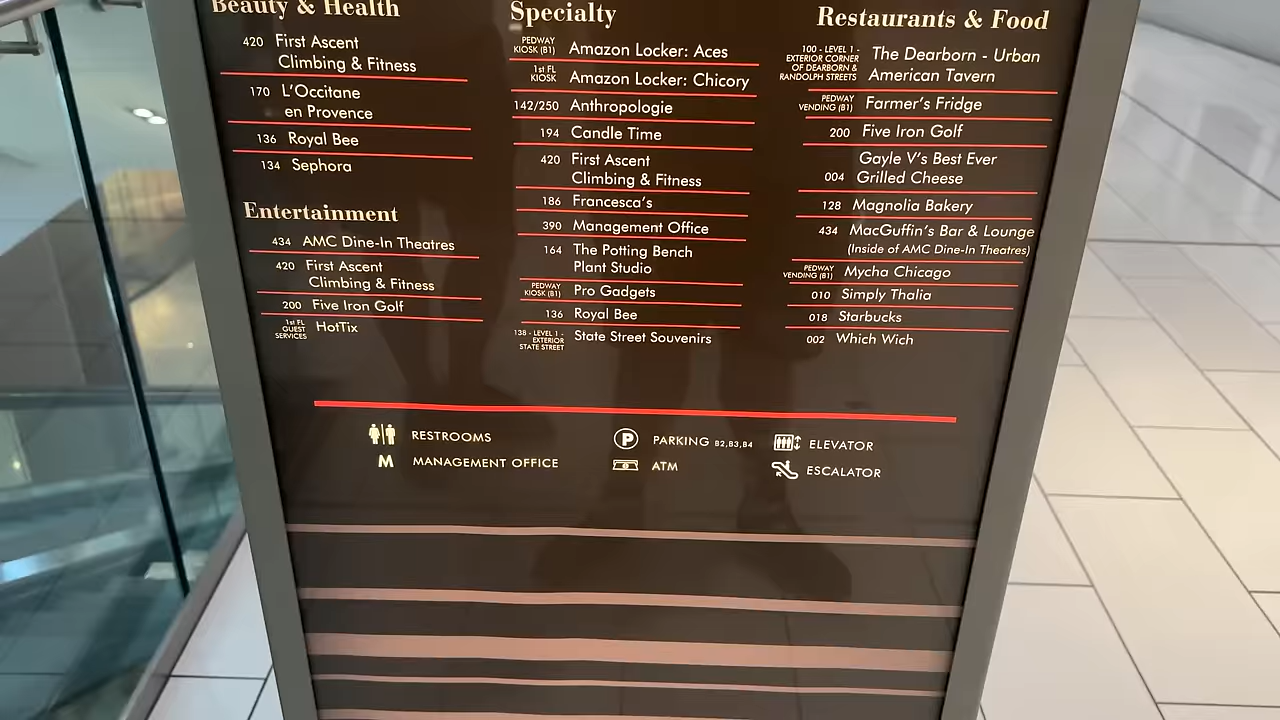 Beauty & Health
420 First Ascent
Climbing & Fitness
170 L'Occitane
en Provence
136 Royal Bee
134 Sephora
Entertainment
434 AMC Dine-In Theatres
420 First Ascent
Climbing & Fitness
200 Five Iron Golf
1st FL
GUEST
SERVICES
HotTix
Specialty
PEDWAY
KIOSK (B1)
Amazon Locker: Aces
1st FL
KIOSK
Amazon Locker: Chicory
142/250 Anthropologie
194 Candle Time
420 First Ascent
Climbing & Fitness
186 Francesca's
390 Management Office
164 The Potting Bench
Plant Studio
PEDWAY
KIOSK (B1)
Pro Gadgets
136 Royal Bee
138 - LEVEL 1 -
EXTERIOR
STATE STREET
State Street Souvenirs
Restaurants & Food
100 - LEVEL 1 -
EXTERIOR CORNER
OF DEARBORN &
RANDOLPH STREETS
The Dearborn - Urban
American Tavern
PEDWAY
VENDING (B1)
Farmer's Fridge
200 Five Iron Golf
Gayle V's Best Ever
004 Grilled Cheese
128 Magnolia Bakery
434 MacGuffin's Bar & Lounge
(Inside of AMC Dine-In Theatres)
PEDWAY
VENDING (B1)
Mycha Chicago
010 Simply Thalia
018 Starbucks
002 Which Wich
RESTROOMS
M MANAGEMENT OFFICE
P PARKING B2,B3,B4
ATM
ELEVATOR
ESCALATOR